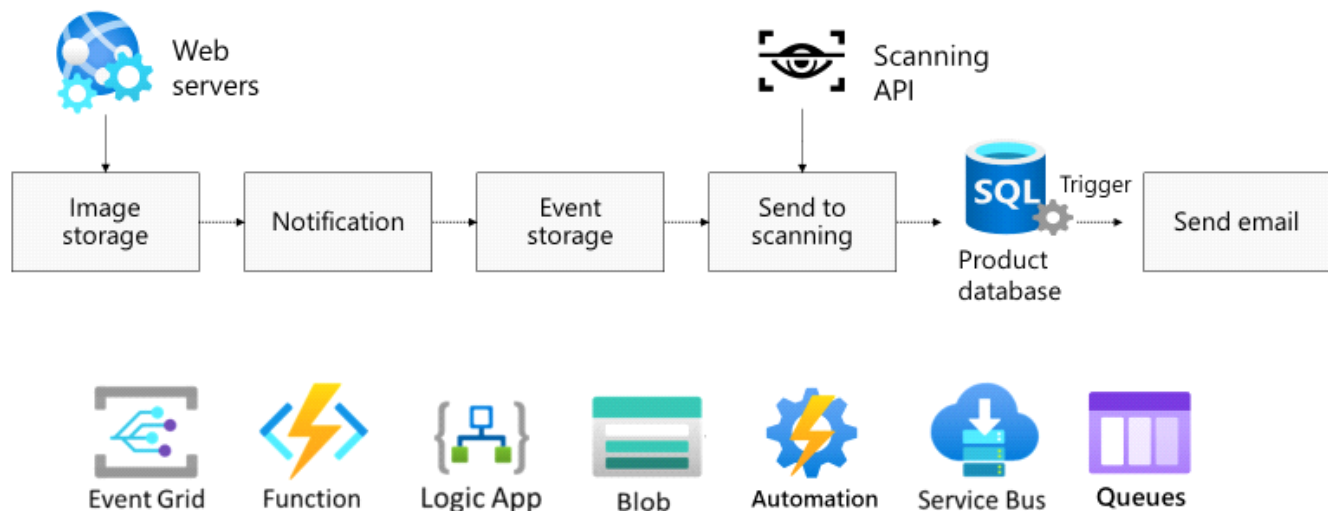 Web
servers
Scanning
API
Image
storage
Notification
Event
storage
Send to
scanning
SQL
Trigger
Product
database
Send email
Event Grid
Function
Logic App
Blob
Automation
Service Bus
Queues